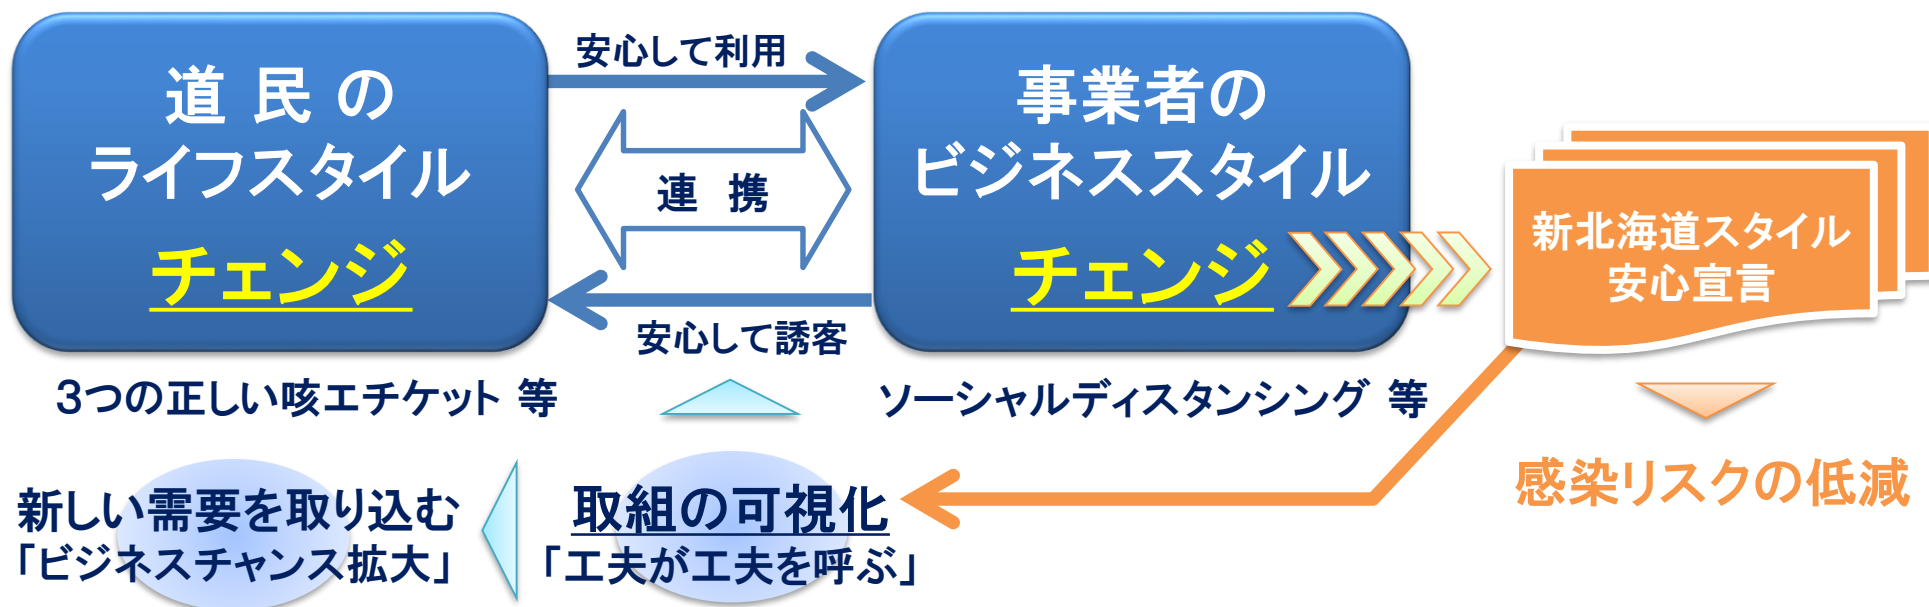 道民の
ライフスタイル
チェンジ
安心して利用
連携
安心して誘客
事業者の
ビジネススタイル
チェンジ
新北海道スタイル
安心宣言
3つの正しい咳エチケット 等
ソーシャルディスタンシング 等
感染リスクの低減
取組の可視化
「工夫が工夫を呼ぶ」
新しい需要を取り込む
「ビジネスチャンス拡大」